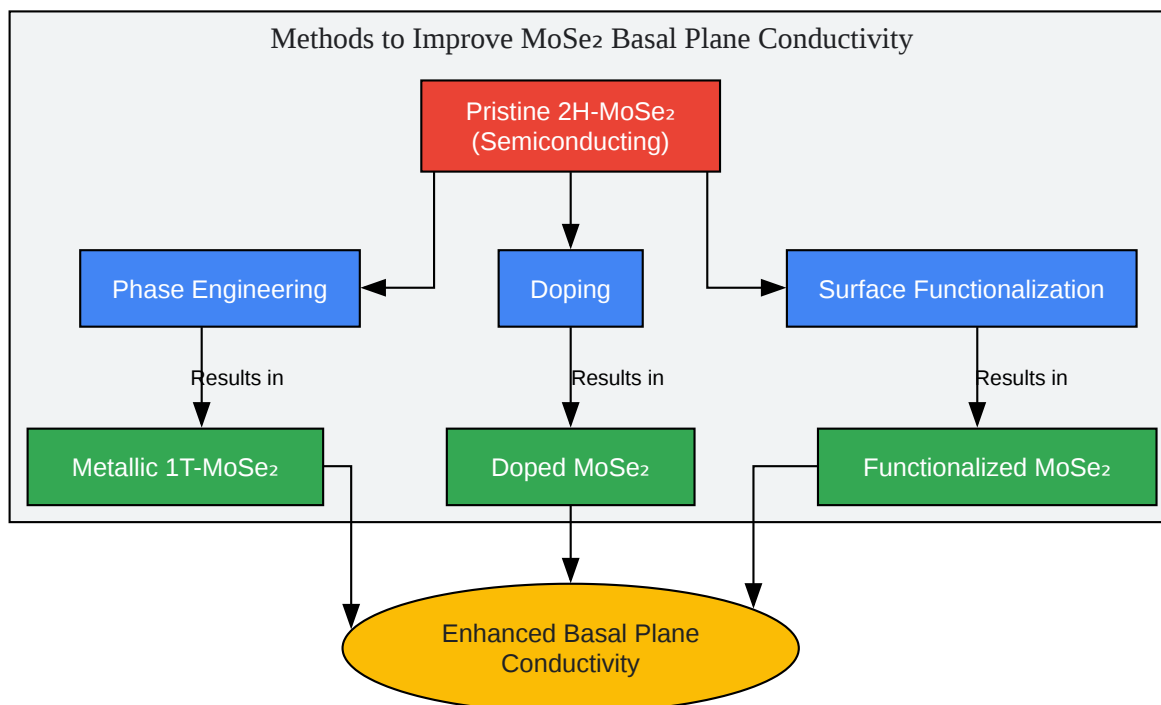 Methods to Improve MoSe₂ Basal Plane Conductivity
Pristine 2H-MoSe₂
(Semiconducting)
Phase Engineering
Doping
Surface Functionalization
Results in
Results in
Results in
Metallic 1T-MoSe₂
Doped MoSe₂
Functionalized MoSe₂
Enhanced Basal Plane
Conductivity